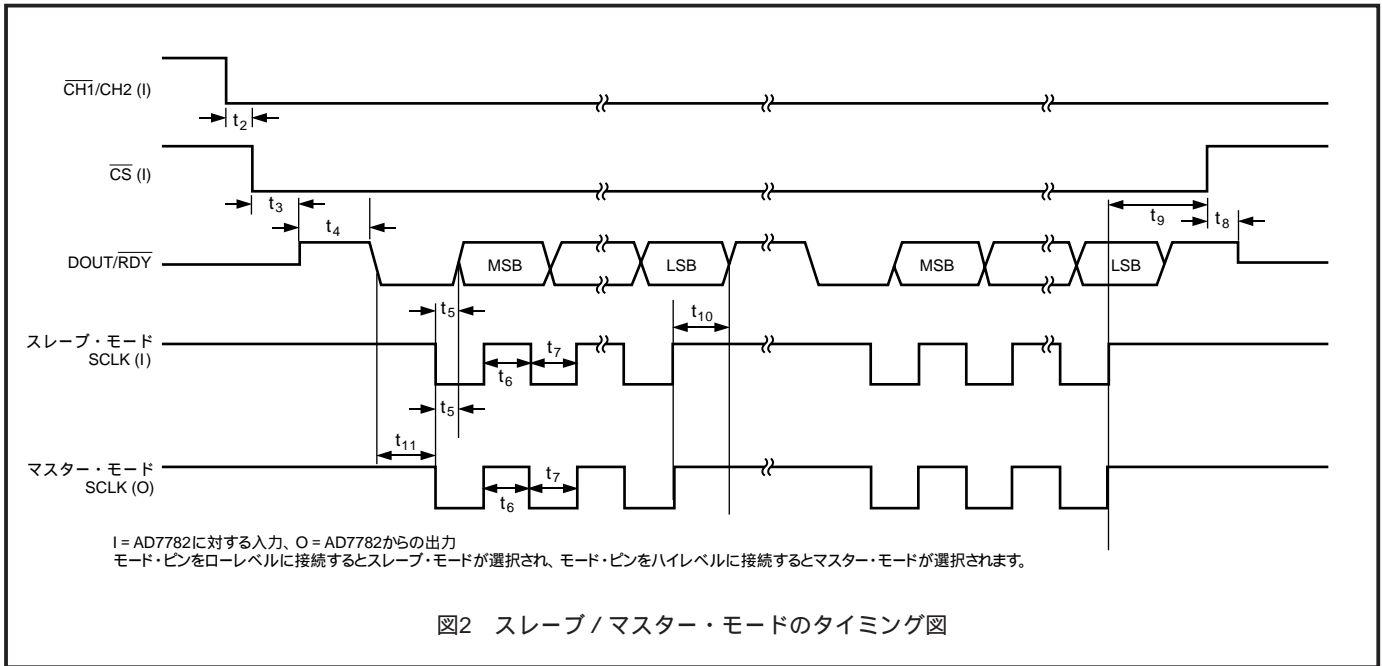 CH1/CH2 (I)
t2
CS (I)
t3
t4
t9
t8
DOUT/RDY
MSB
LSB
MSB
LSB
t5
t10
スレーブ・モード
SCLK (I)
t6
t7
t5
t11
マスター・モード
SCLK (O)
t6
t7
I = AD7782に対する入力、O = AD7782からの出力
モード・ピンをローレベルに接続するとスレーブ・モードが選択され、モード・ピンをハイレベルに接続するとマスター・モードが選択されます。
図2 スレーブ / マスター・モードのタイミング図